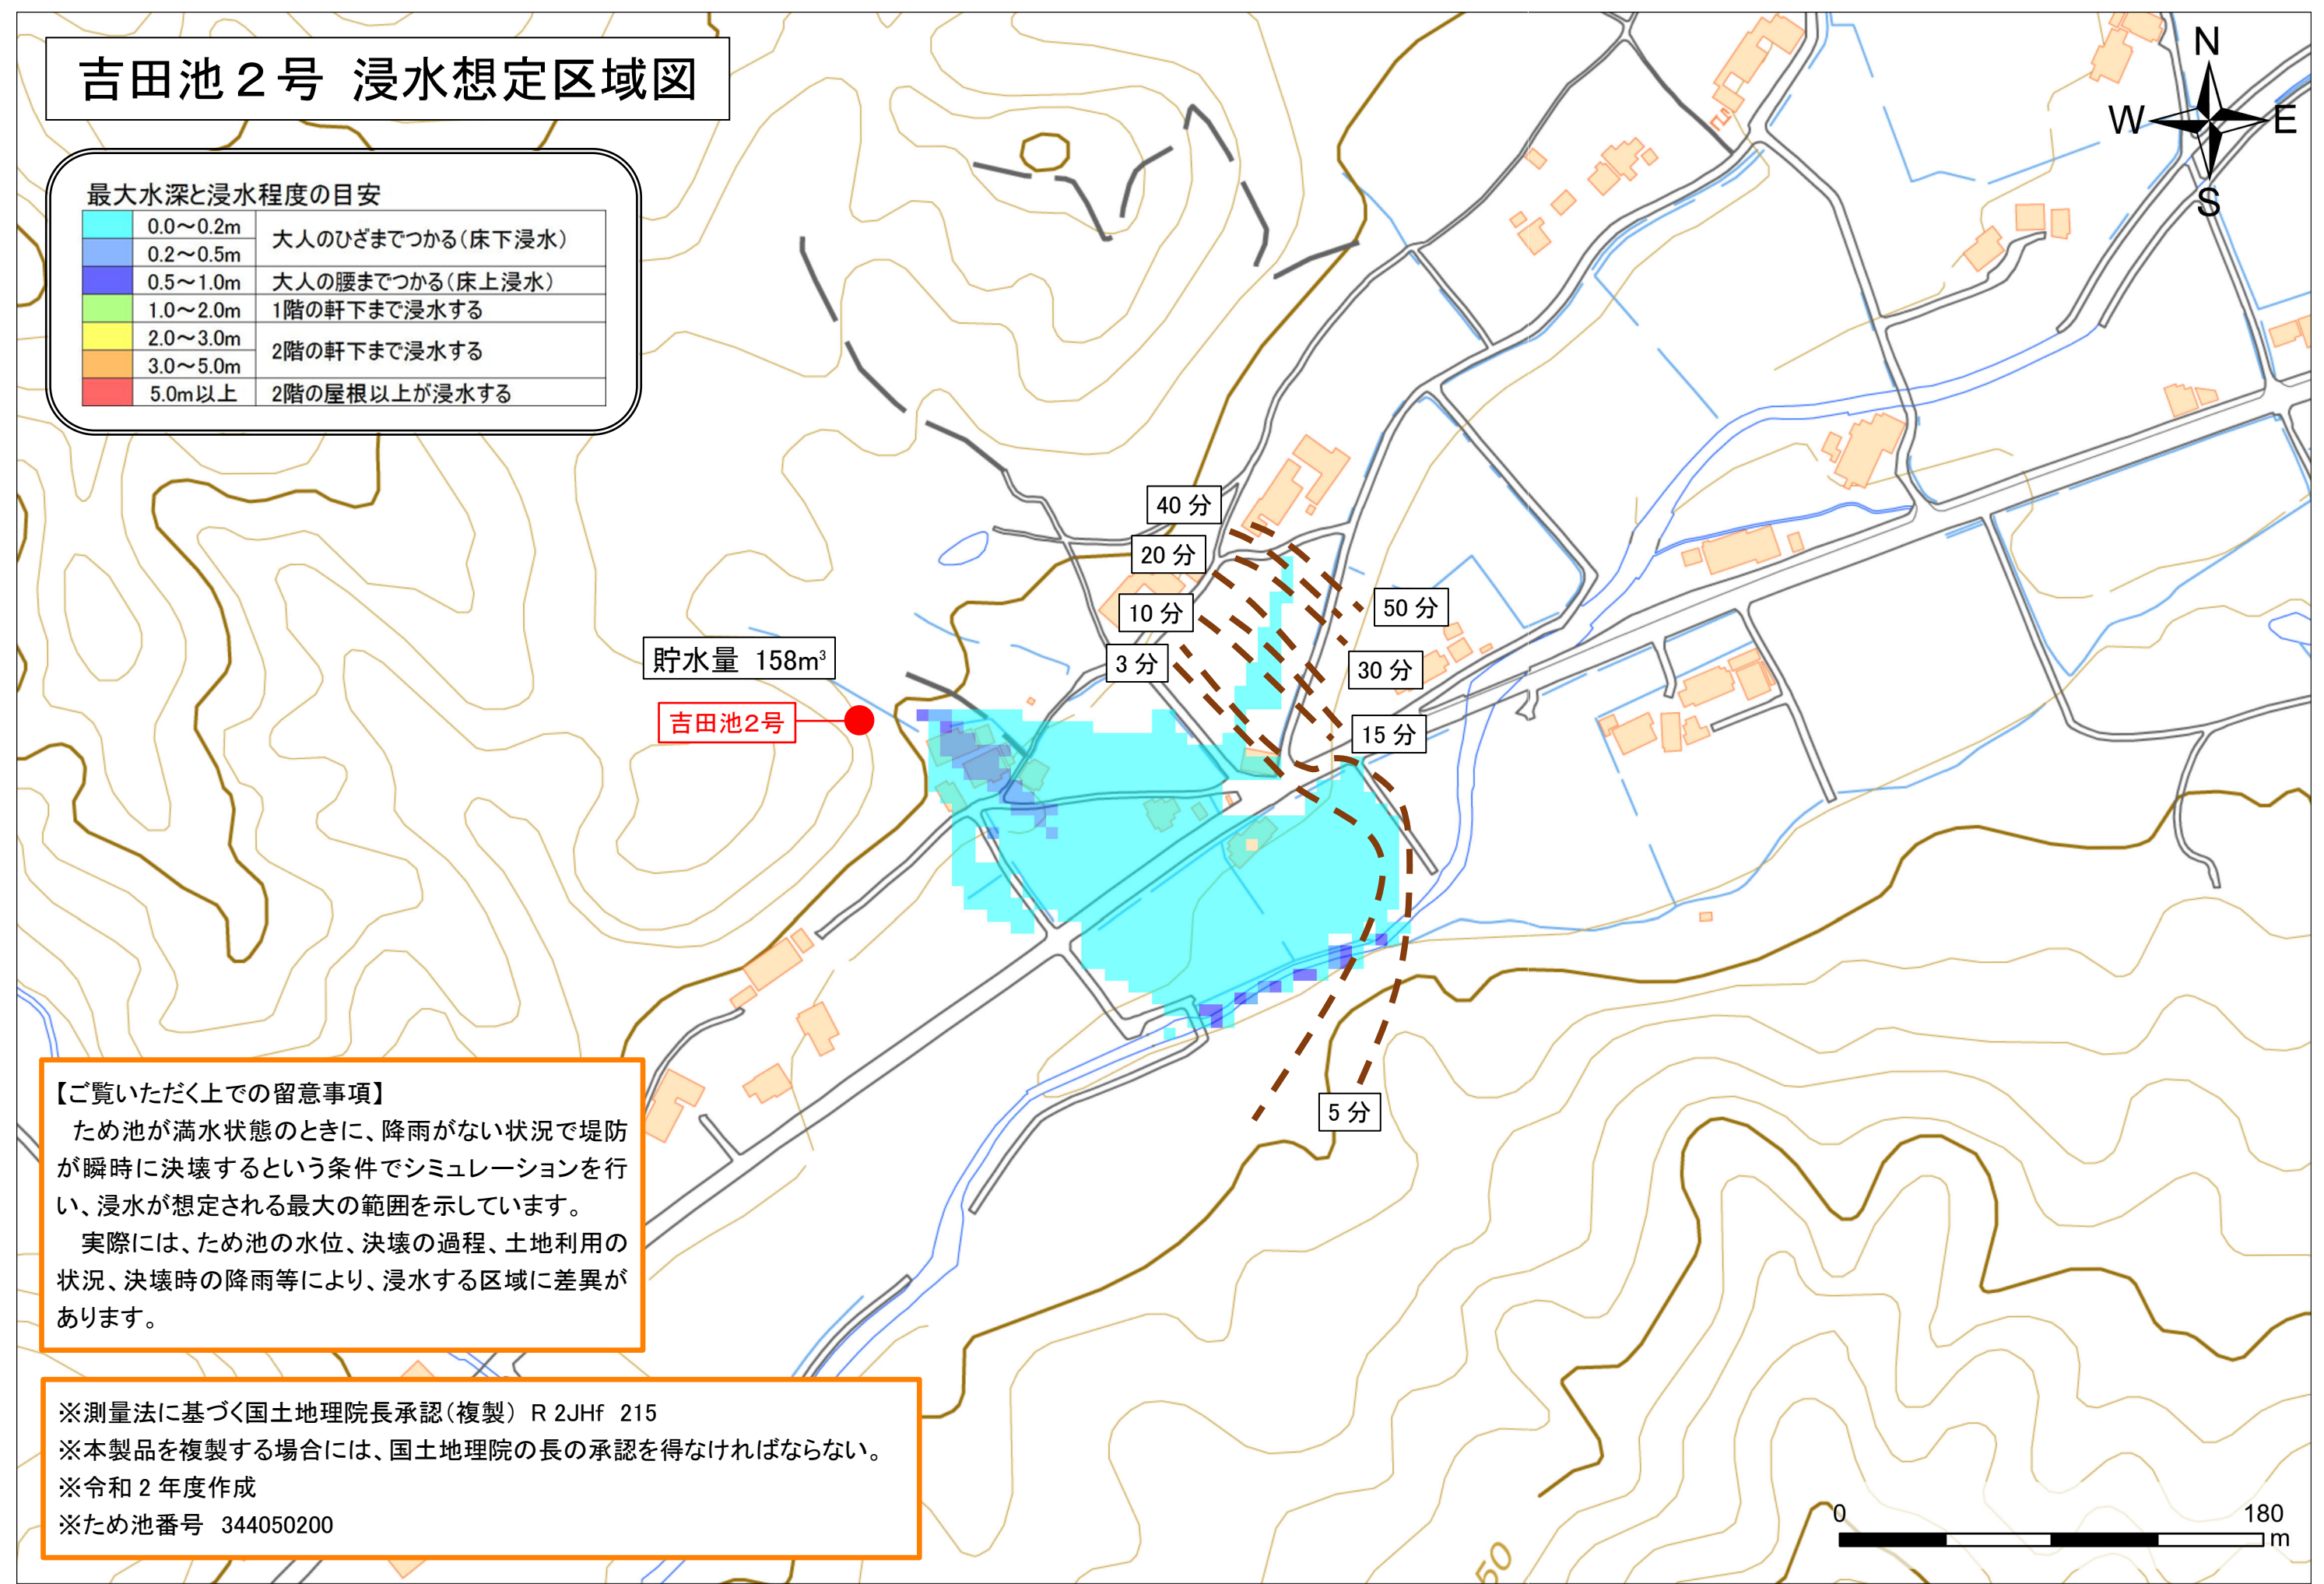 吉田池２号 浸水想定区域図
N
W
E
S
最大水深と浸水程度の目安
0.0～0.2m
大人のひざまでつかる（床下浸水）
0.2～0.5m
0.5～1.0m 大人の腰までつかる（床上浸水）
1.0～2.0m 1階の軒下まで浸水する
2.0～3.0m
2階の軒下まで浸水する
3.0～5.0m
5.0m以上 2階の屋根以上が浸水する
40 分
20 分
10 分
50 分
3 分
30 分
貯水量 158m³
吉田池2号
15 分
5 分
【ご覧いただく上での留意事項】
ため池が満水状態のときに、降雨がない状況で堤防
が瞬時に決壊するという条件でシミュレーションを行
い、浸水が想定される最大の範囲を示しています。
実際には、ため池の水位、決壊の過程、土地利用の
状況、決壊時の降雨等により、浸水する区域に差異が
あります。
※測量法に基づく国土地理院長承認（複製） R 2JHf 215
※本製品を複製する場合には、国土地理院の長の承認を得なければならない。
※令和 2 年度作成
※ため池番号 344050200
0 180
m
50